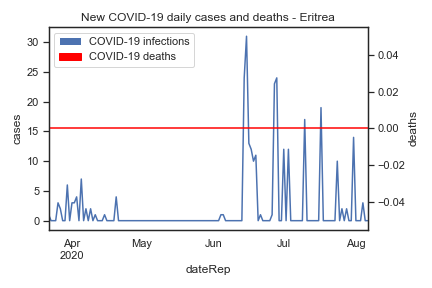 New COVID-19 daily cases and deaths - Eritrea
COVID-19 infections
COVID-19 deaths
30
25
20
15
10
5
0
cases
0.04
0.02
0.00
−0.02
−0.04
deaths
Apr May Jun Jul Aug
2020
dateRep